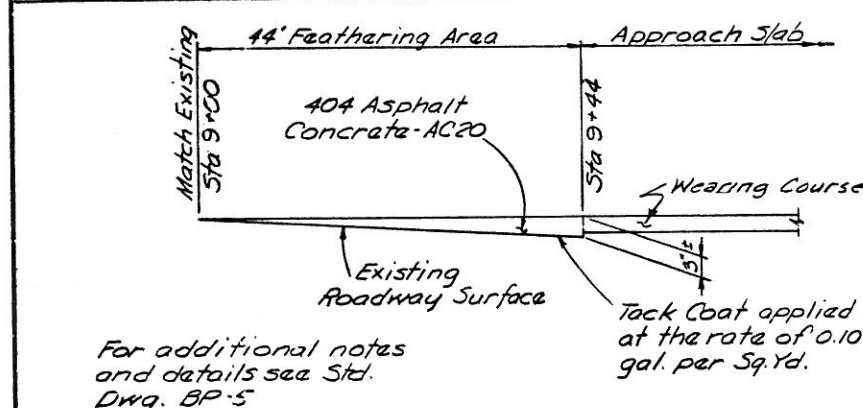 44' Feathering Area
Approach Slab
Match Existing
Sta 9+00
404 Asphalt
Concrete-AC20
Sta 9+44
Wearing Course
3"±
Existing
Roadway Surface
Tack Coat applied
at the rate of 0.10
gal. per Sq.Yd.
For additional notes
and details see Std.
Dwg. BP-5